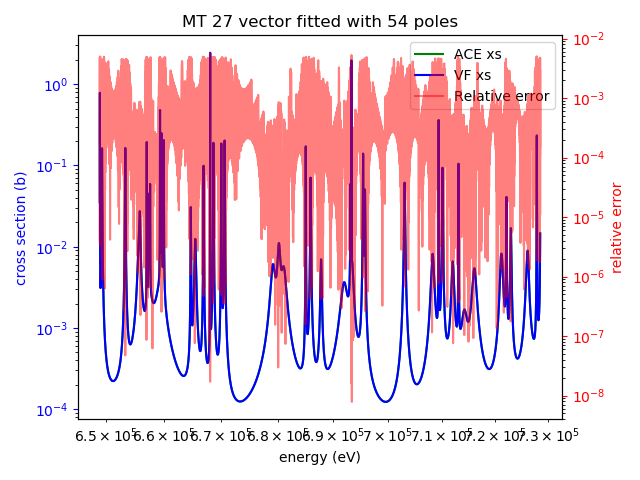 MT 27 vector fitted with 54 poles
ACE xs
VF xs
Relative error
cross section (b)
10⁰
10⁻¹
10⁻²
10⁻³
10⁻⁴
10⁻²
10⁻³
10⁻⁴
10⁻⁵
10⁻⁶
10⁻⁷
10⁻⁸
relative error
6.5 × 10⁵ 6.6 × 10⁵ 6.7 × 10⁵ 6.8 × 10⁵ 6.9 × 10⁵ 7 × 10⁵ 7.1 × 10⁵ 7.2 × 10⁵ 7.3 × 10⁵
energy (eV)